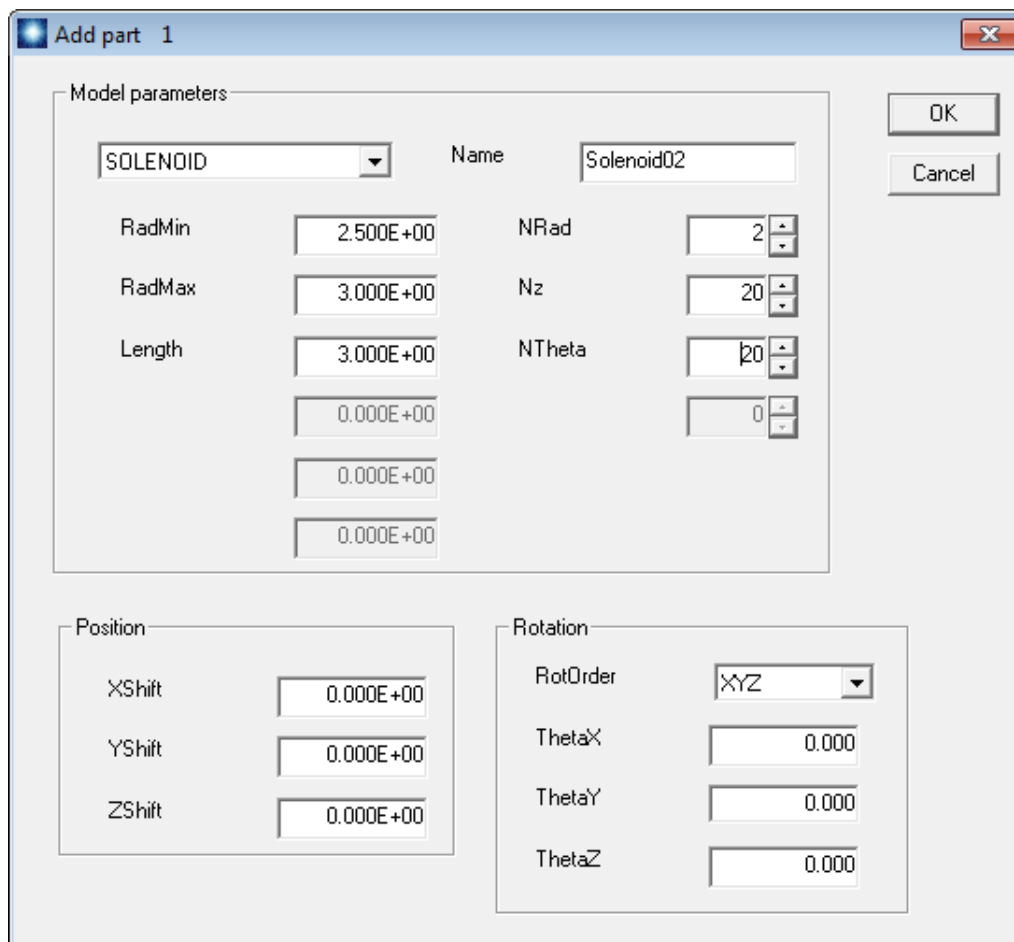 Add part 1
Model parameters
OK
SOLENOID Name Solenoid02
Cancel
RadMin 2.500E+00 NRad 2
RadMax 3.000E+00 Nz 20
Length 3.000E+00 NTheta 20
0.000E+00 0
0.000E+00
0.000E+00
Position
XShift 0.000E+00
YShift 0.000E+00
ZShift 0.000E+00
Rotation
RotOrder XYZ
ThetaX 0.000
ThetaY 0.000
ThetaZ 0.000